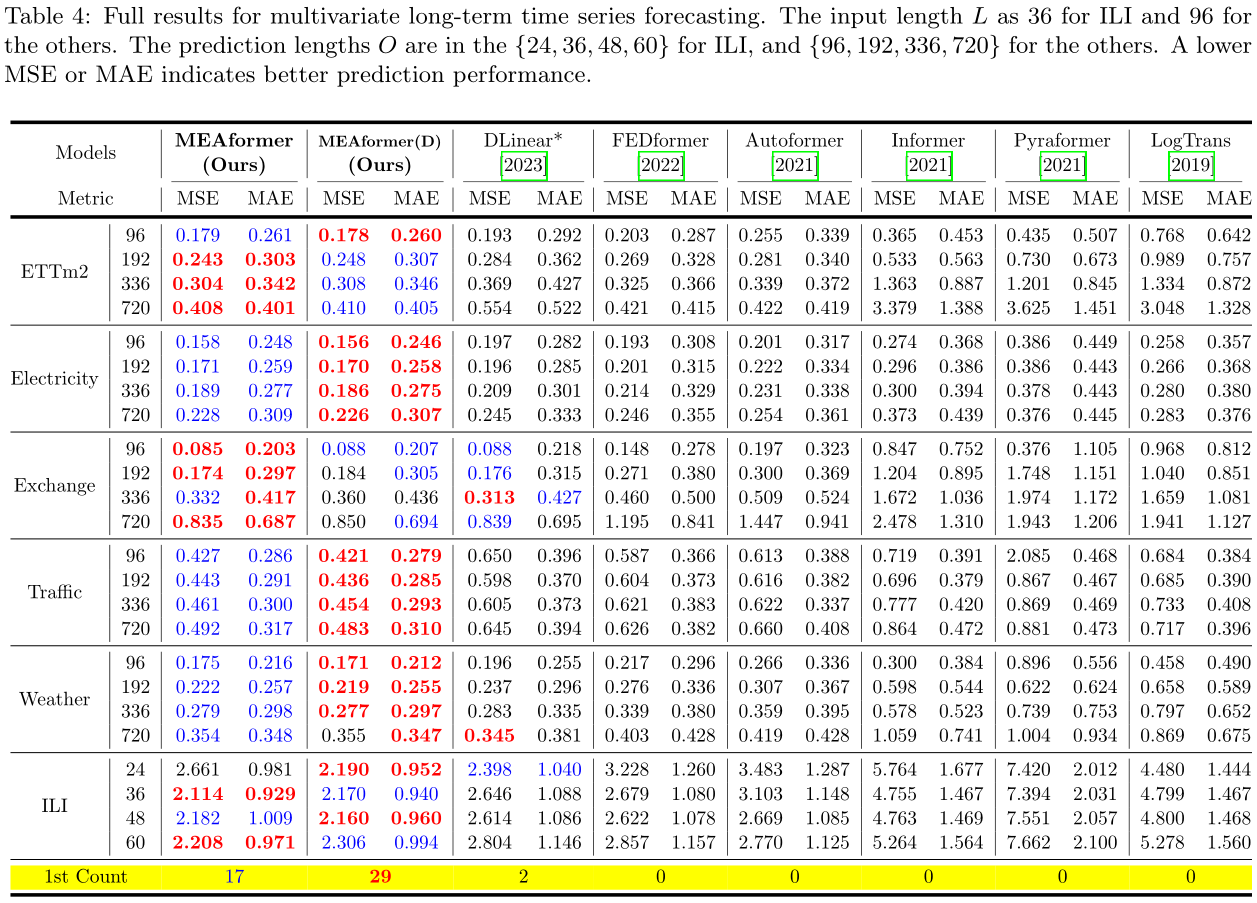 Table 4: Full results for multivariate long-term time series forecasting. The input length L as 36 for ILI and 96 for
the others. The prediction lengths O are in the {24, 36, 48, 60} for ILI, and {96, 192, 336, 720} for the others. A lower
MSE or MAE indicates better prediction performance.
Models MEAformer (Ours) MEAformer(D) (Ours) DLinear* [2023] FEDformer [2022] Autoformer [2021] Informer [2021] Pyraformer [2021] LogTrans [2019]
Metric MSE MAE MSE MAE MSE MAE MSE MAE MSE MAE MSE MAE MSE MAE MSE MAE
ETTm2
96 0.179 0.261 0.178 0.260 0.193 0.292 0.203 0.287 0.255 0.339 0.365 0.453 0.435 0.507 0.768 0.642
192 0.243 0.303 0.248 0.307 0.284 0.362 0.269 0.328 0.281 0.340 0.533 0.563 0.730 0.673 0.989 0.757
336 0.304 0.342 0.308 0.346 0.369 0.427 0.325 0.366 0.339 0.372 1.363 0.887 1.201 0.845 1.334 0.872
720 0.408 0.401 0.410 0.405 0.554 0.522 0.421 0.415 0.422 0.419 3.379 1.388 3.625 1.451 3.048 1.328
Electricity
96 0.158 0.248 0.156 0.246 0.197 0.282 0.193 0.308 0.201 0.317 0.274 0.368 0.386 0.449 0.258 0.357
192 0.171 0.259 0.170 0.258 0.196 0.285 0.201 0.315 0.222 0.334 0.296 0.386 0.386 0.443 0.266 0.368
336 0.189 0.277 0.186 0.275 0.209 0.301 0.214 0.329 0.231 0.338 0.300 0.394 0.378 0.443 0.280 0.380
720 0.228 0.309 0.226 0.307 0.245 0.333 0.246 0.355 0.254 0.361 0.373 0.439 0.376 0.445 0.283 0.376
Exchange
96 0.085 0.203 0.088 0.207 0.088 0.218 0.148 0.278 0.197 0.323 0.847 0.752 0.376 1.105 0.968 0.812
192 0.174 0.297 0.184 0.305 0.176 0.315 0.271 0.380 0.300 0.369 1.204 0.895 1.748 1.151 1.040 0.851
336 0.332 0.417 0.360 0.436 0.313 0.427 0.460 0.500 0.509 0.524 1.672 1.036 1.974 1.172 1.659 1.081
720 0.835 0.687 0.850 0.694 0.839 0.695 1.195 0.841 1.447 0.941 2.478 1.310 1.943 1.206 1.941 1.127
Traffic
96 0.427 0.286 0.421 0.279 0.650 0.396 0.587 0.366 0.613 0.388 0.719 0.391 2.085 0.468 0.684 0.384
192 0.443 0.291 0.436 0.285 0.598 0.370 0.604 0.373 0.616 0.382 0.696 0.379 0.867 0.467 0.685 0.390
336 0.461 0.300 0.454 0.293 0.605 0.373 0.621 0.383 0.622 0.337 0.777 0.420 0.869 0.469 0.733 0.408
720 0.492 0.317 0.483 0.310 0.645 0.394 0.626 0.382 0.660 0.408 0.864 0.472 0.881 0.473 0.717 0.396
Weather
96 0.175 0.216 0.171 0.212 0.196 0.255 0.217 0.296 0.266 0.336 0.300 0.384 0.896 0.556 0.458 0.490
192 0.222 0.257 0.219 0.255 0.237 0.296 0.276 0.336 0.307 0.367 0.598 0.544 0.622 0.624 0.658 0.589
336 0.279 0.298 0.277 0.297 0.283 0.335 0.339 0.380 0.359 0.395 0.578 0.523 0.739 0.753 0.797 0.652
720 0.354 0.348 0.355 0.347 0.345 0.381 0.403 0.428 0.419 0.428 1.059 0.741 1.004 0.934 0.869 0.675
ILI
24 2.661 0.981 2.190 0.952 2.398 1.040 3.228 1.260 3.483 1.287 5.764 1.677 7.420 2.012 4.480 1.444
36 2.114 0.929 2.170 0.940 2.646 1.088 2.679 1.080 3.103 1.148 4.755 1.467 7.394 2.031 4.799 1.467
48 2.182 1.009 2.160 0.960 2.614 1.086 2.622 1.078 2.669 1.085 4.763 1.469 7.551 2.057 4.800 1.468
60 2.208 0.971 2.306 0.994 2.804 1.146 2.857 1.157 2.770 1.125 5.264 1.564 7.662 2.100 5.278 1.560
1st Count 17 29 2 0 0 0 0 0